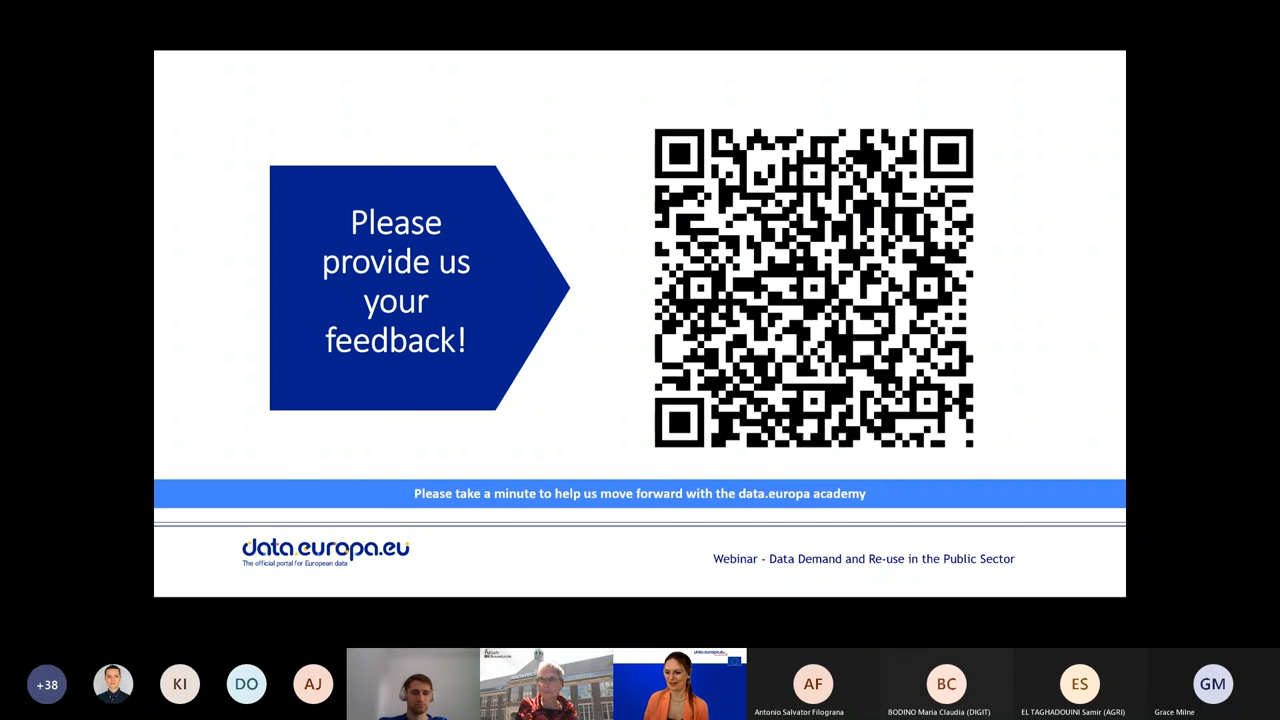 Please
provide us
your
feedback!
Please take a minute to help us move forward with the data.europa academy
data.europa.eu
The official portal for European data
Webinar - Data Demand and Re-use in the Public Sector
+38
KI
DO
AJ
data.europa.eu
AF
BC
ES
GM
Antonio Salvator Filograna
BODINO Maria Claudia (DIGIT)
EL TAGHADOUINI Samir (AGRI)
Grace Milne